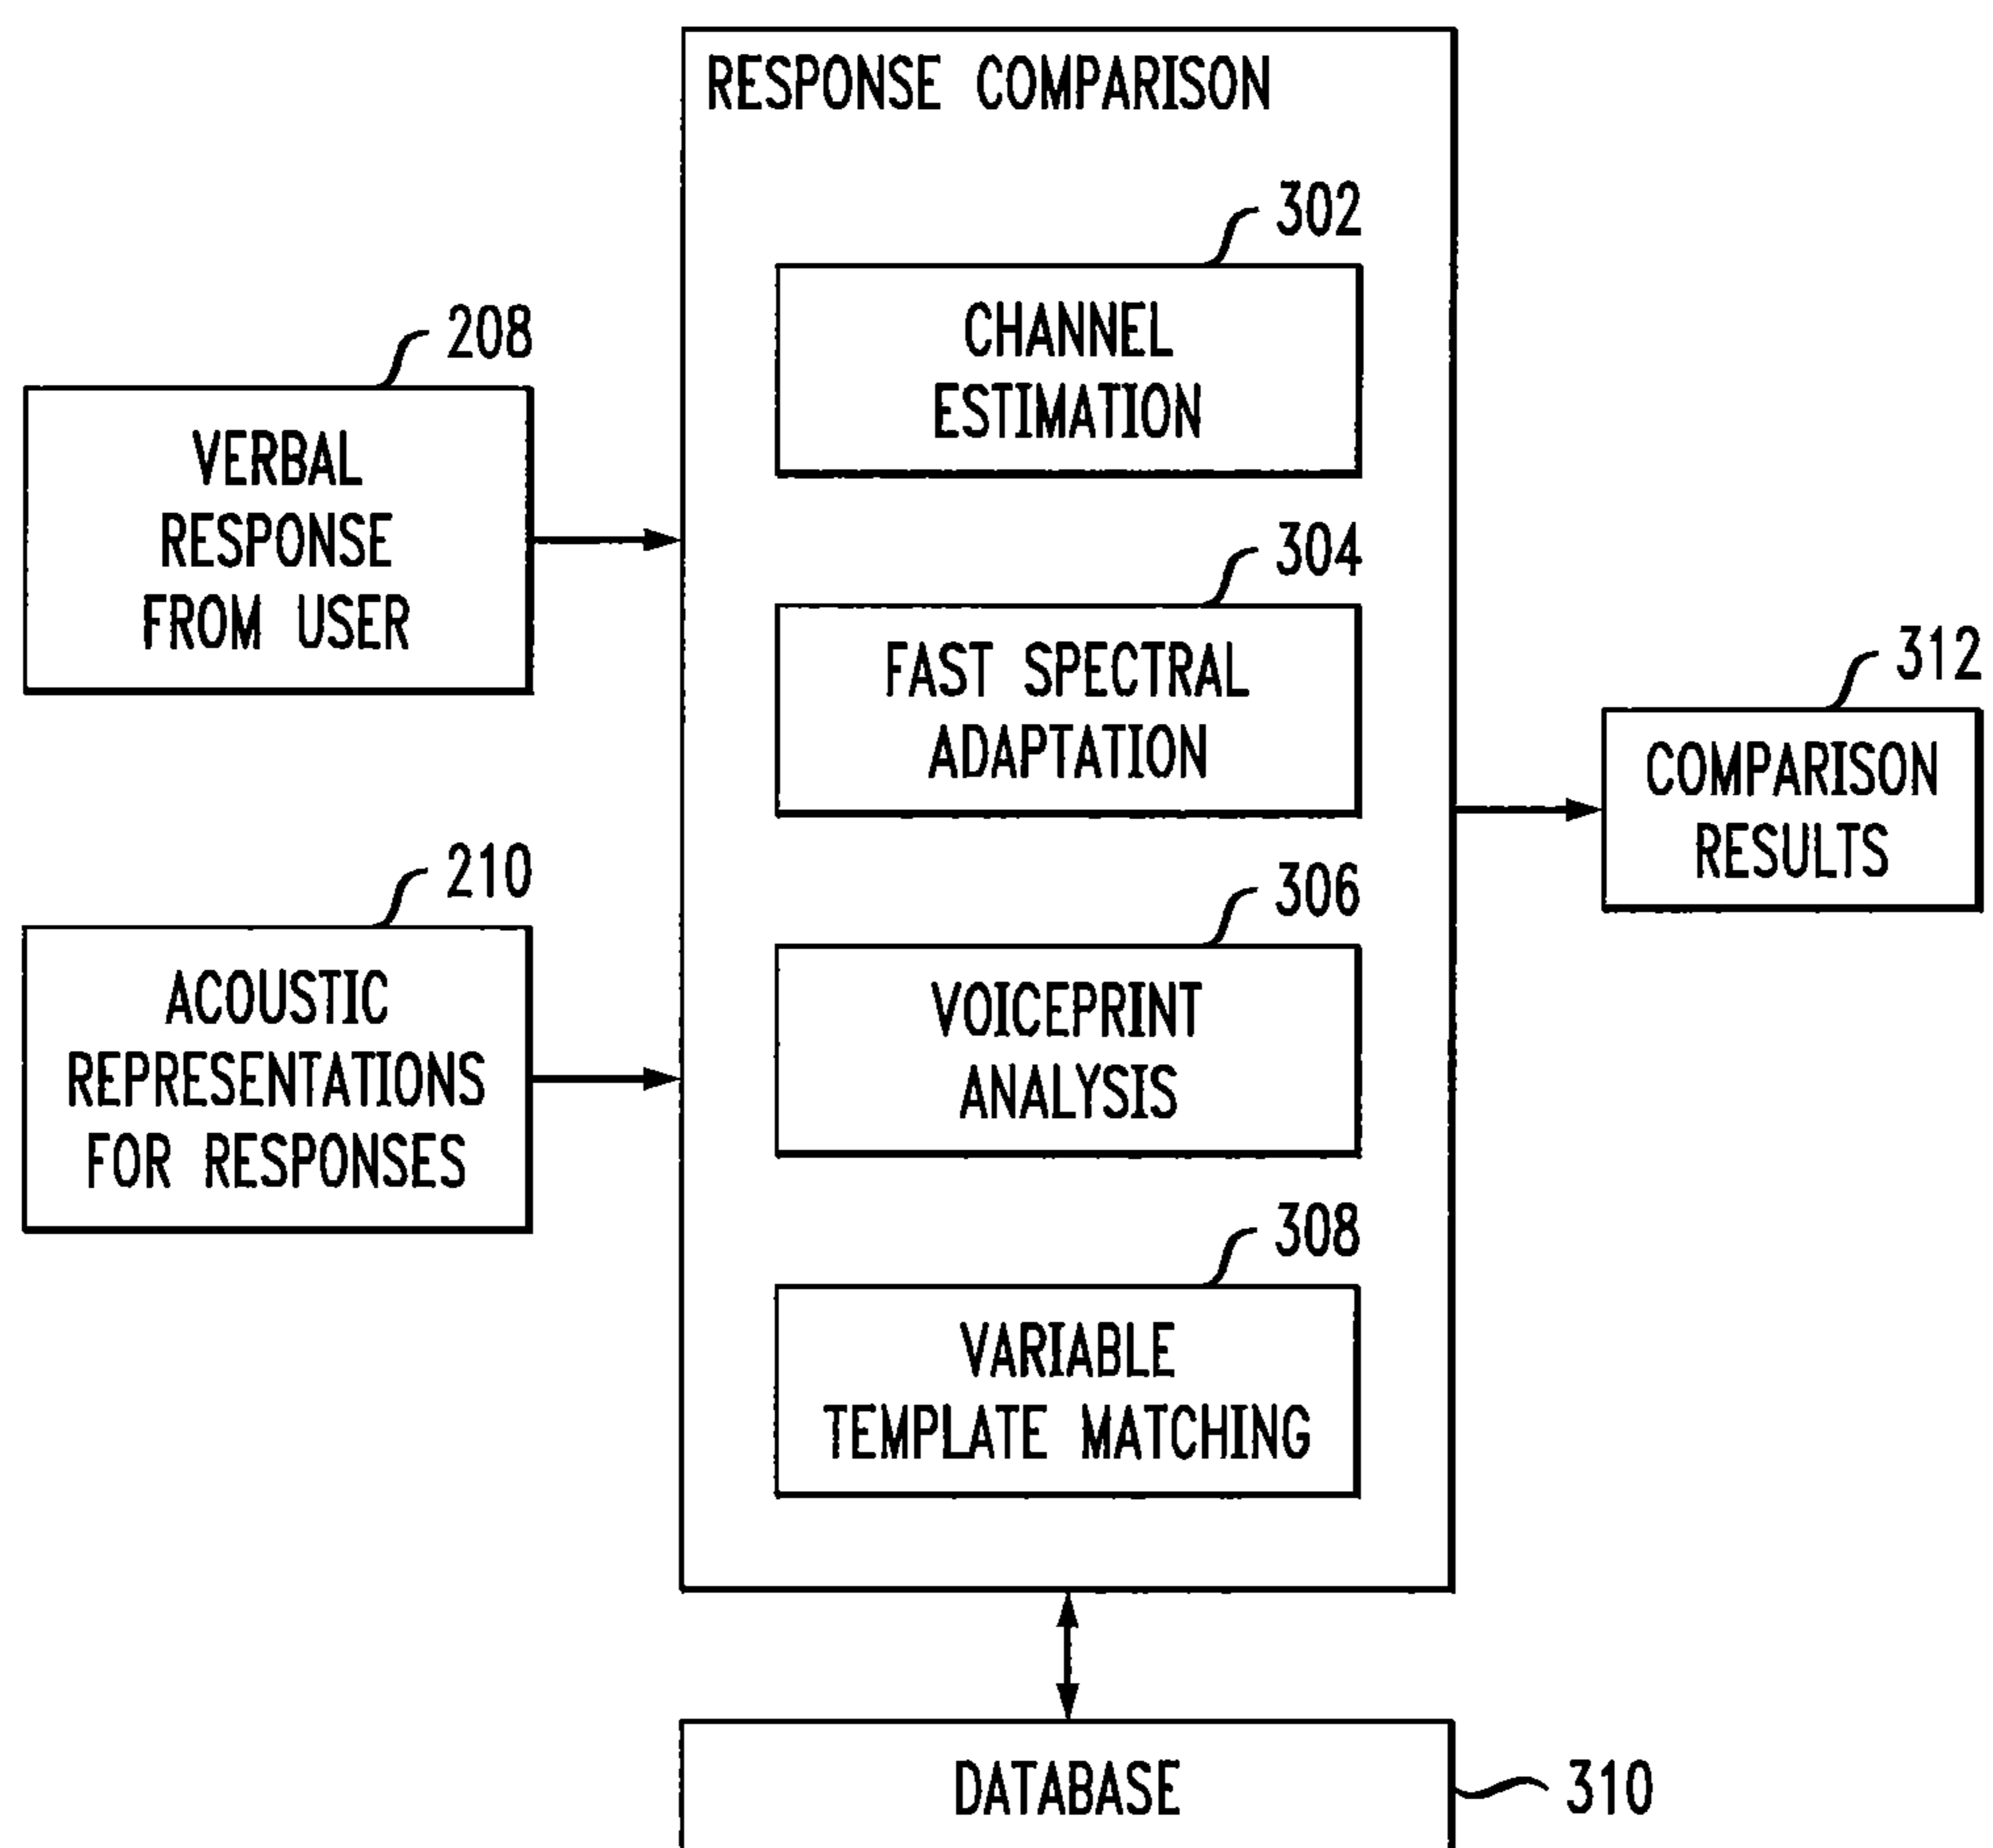 RESPONSE COMPARISON
302
CHANNEL
ESTIMATION
208
VERBAL
RESPONSE
FROM USER
304
FAST SPECTRAL
ADAPTATION
312
COMPARISON
RESULTS
210
ACOUSTIC
REPRESENTATIONS
FOR RESPONSES
306
VOICEPRINT
ANALYSIS
308
VARIABLE
TEMPLATE MATCHING
DATABASE
310